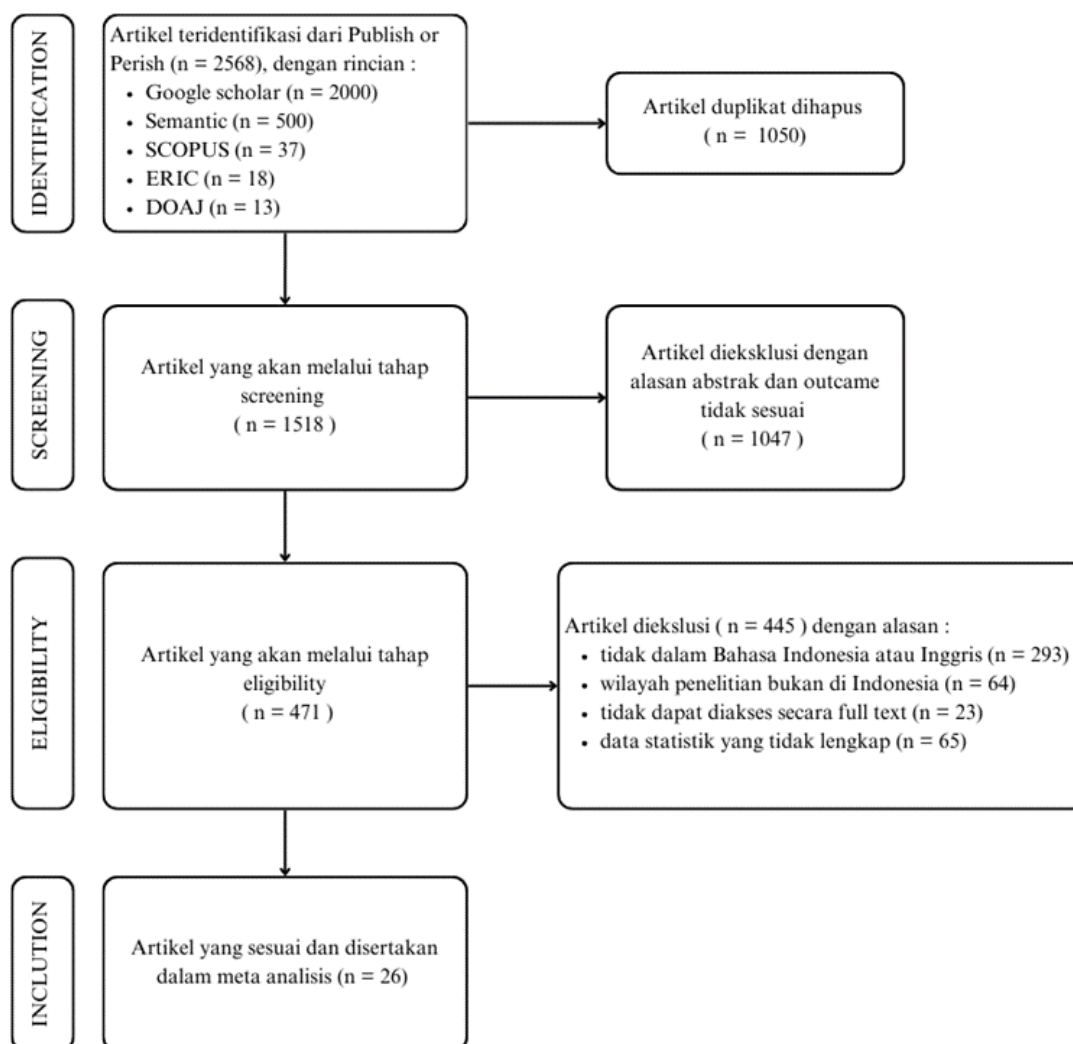 IDENTIFICATION
Artikel teridentifikasi dari Publish or
Perish (n = 2568), dengan rincian :
• Google scholar (n = 2000)
• Semantic (n = 500)
• SCOPUS (n = 37)
• ERIC (n = 18)
• DOAJ (n = 13)
Artikel duplikat dihapus
( n = 1050)
SCREENING
Artikel yang akan melalui tahap
screening
( n = 1518 )
Artikel dieksklusi dengan
alasan abstrak dan outcame
tidak sesuai
( n = 1047 )
ELIGIBILITY
Artikel yang akan melalui tahap
eligibility
( n = 471 )
Artikel diekslusi ( n = 445 ) dengan alasan :
• tidak dalam Bahasa Indonesia atau Inggris (n = 293)
• wilayah penelitian bukan di Indonesia (n = 64)
• tidak dapat diakses secara full text (n = 23)
• data statistik yang tidak lengkap (n = 65)
INCLUTION
Artikel yang sesuai dan disertakan
dalam meta analisis (n = 26)